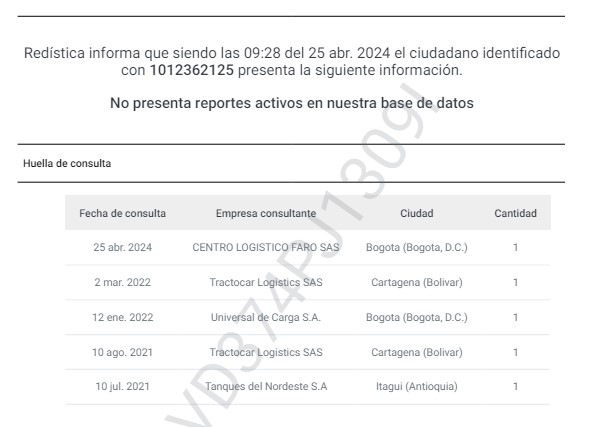 Redística informa que siendo las 09:28 del 25 abr. 2024 el ciudadano identificado
con 1012362125 presenta la siguiente información.
No presenta reportes activos en nuestra base de datos
Huella de consulta
Fecha de consulta Empresa consultante Ciudad Cantidad
25 abr. 2024 CENTRO LOGISTICO FARO SAS Bogota (Bogota, D.C.) 1
2 mar. 2022 Tractocar Logistics SAS Cartagena (Bolivar) 1
12 ene. 2022 Universal de Carga S.A. Bogota (Bogota, D.C.) 1
10 ago. 2021 Tractocar Logistics SAS Cartagena (Bolivar) 1
10 jul. 2021 Tanques del Nordeste S.A Itagui (Antioquia) 1